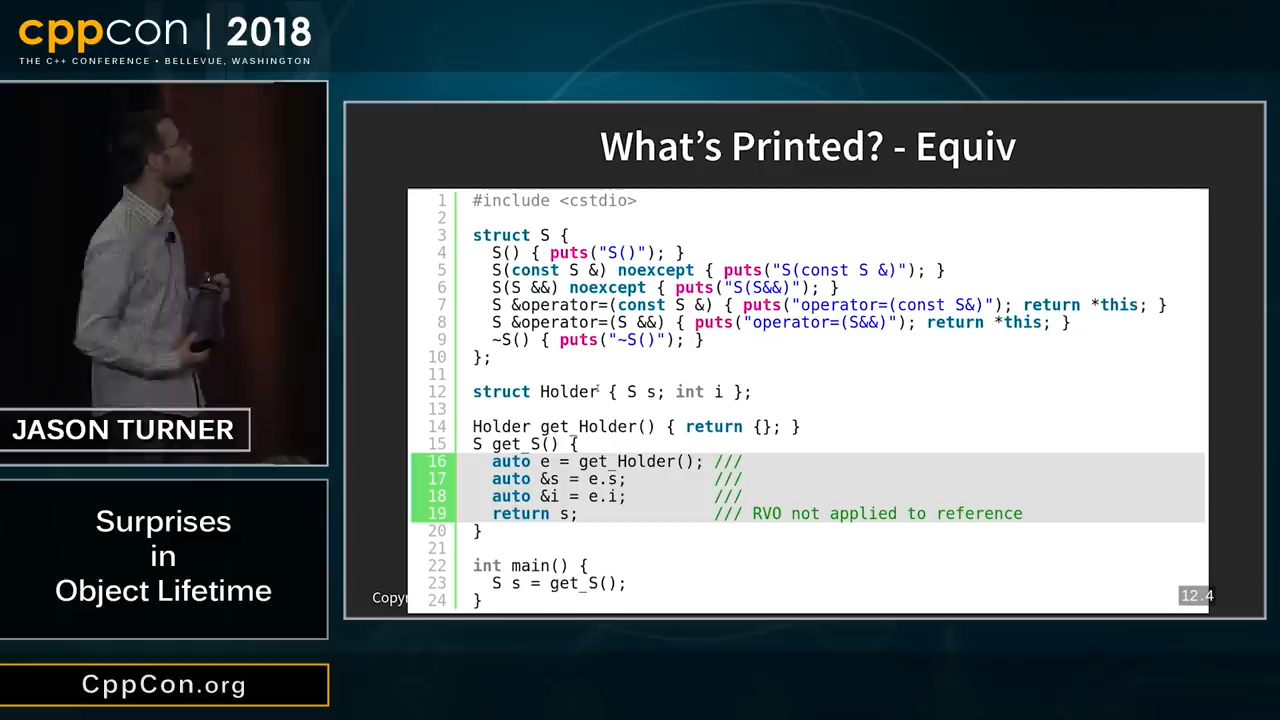 cppcon | 2018
THE C++ CONFERENCE • BELLEVUE, WASHINGTON
JASON TURNER
Surprises
in
Object Lifetime
CppCon.org
What's Printed? - Equiv
1 #include <cstdio>
2
3 struct S {
4 S() { puts("S()"); }
5 S(const S &) noexcept { puts("S(const S &)"); }
6 S(S &&) noexcept { puts("S(S&&)"); }
7 S &operator=(const S &) { puts("operator=(const S&)"); return *this; }
8 S &operator=(S &&) { puts("operator=(S&&)"); return *this; }
9 ~S() { puts("~S()"); }
10 };
11
12 struct Holder { S s; int i };
13
14 Holder get_Holder() { return {}; }
15 S get_S() {
16 auto e = get_Holder(); ///
17 auto &s = e.s; ///
18 auto &i = e.i; ///
19 return s; /// RVO not applied to reference
20 }
21
22 int main() {
23 S s = get_S();
24 }
12.4